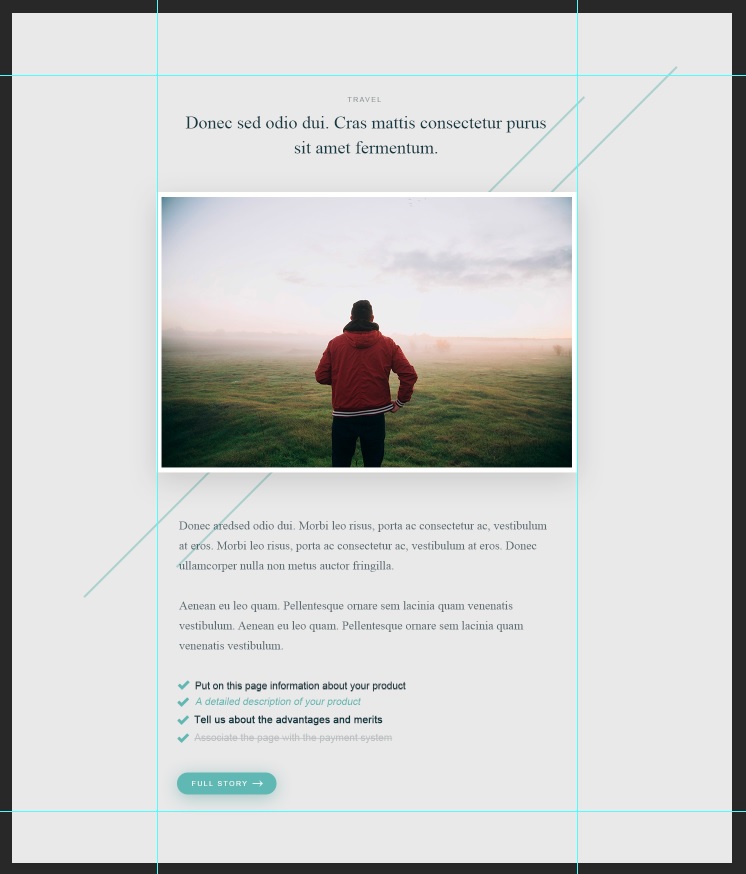 TRAVEL
Donec sed odio dui. Cras mattis consectetur purus
sit amet fermentum.
Donec aredsed odio dui. Morbi leo risus, porta ac consectetur ac, vestibulum
at eros. Morbi leo risus, porta ac consectetur ac, vestibulum at eros. Donec
ullamcorper nulla non metus auctor fringilla.
Aenean eu leo quam. Pellentesque ornare sem lacinia quam venenatis
vestibulum. Aenean eu leo quam. Pellentesque ornare sem lacinia quam
venenatis vestibulum.
Put on this page information about your product
A detailed description of your product
Tell us about the advantages and merits
Associate the page with the payment system
FULL STORY